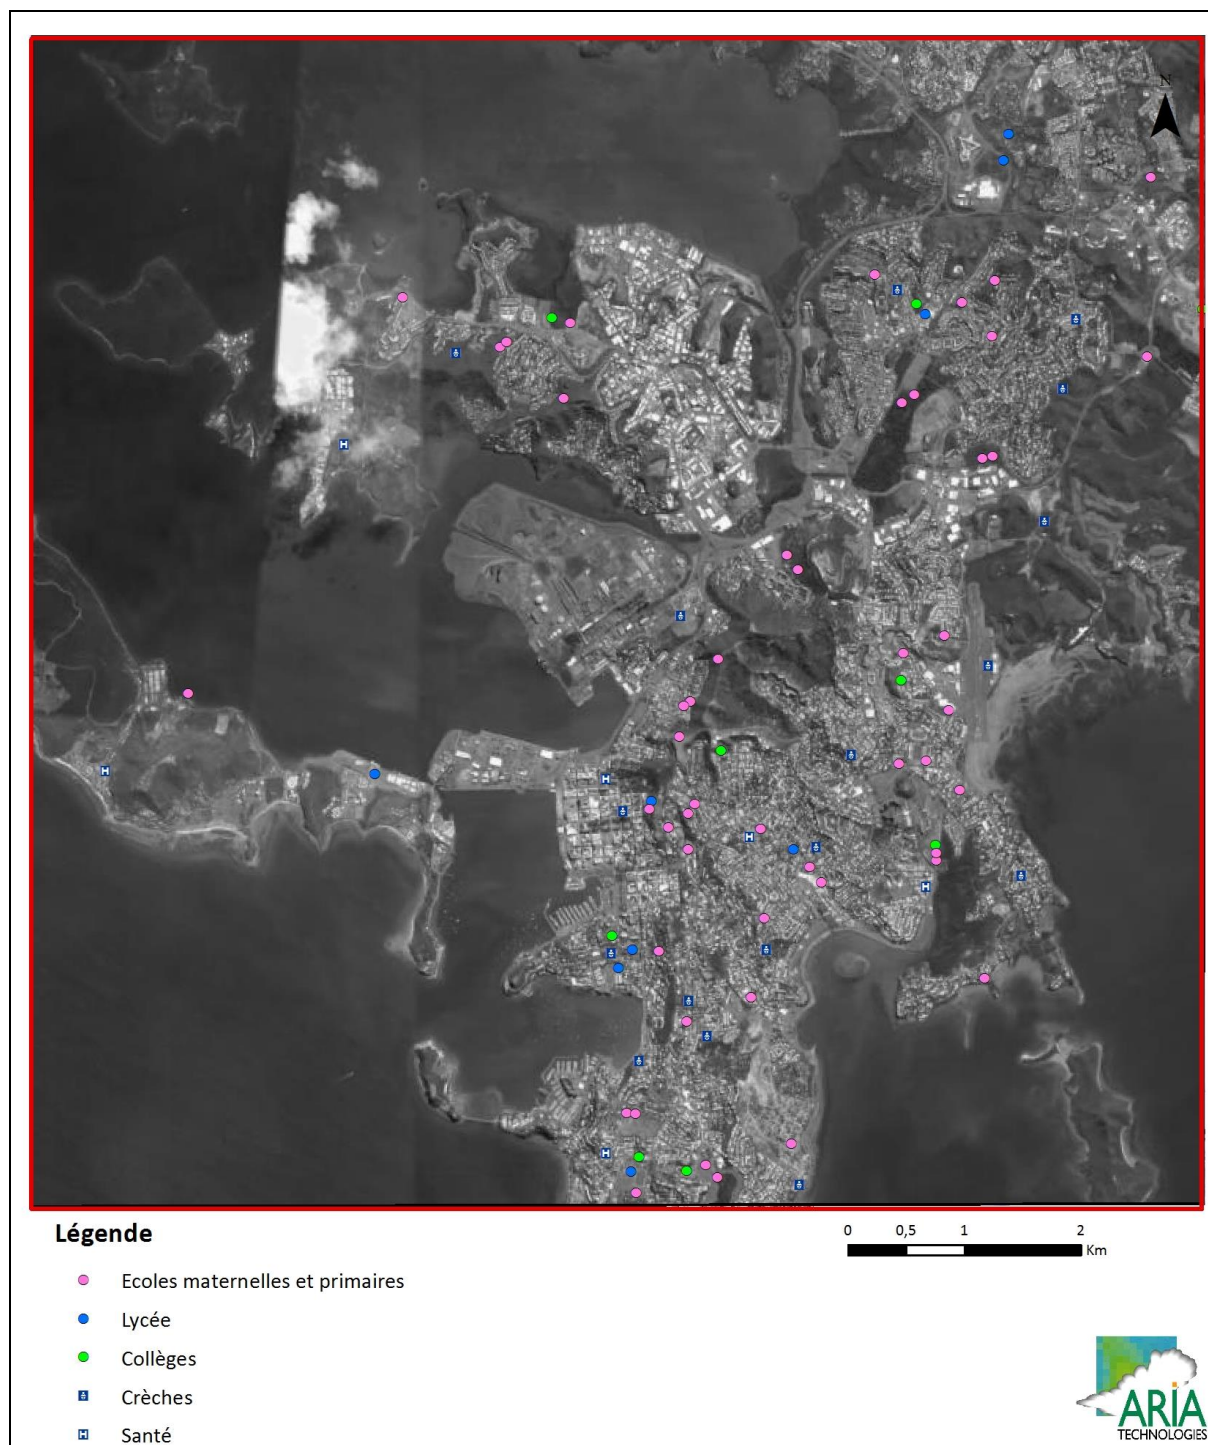 N
Légende
0 0,5 1 2
Km
Ecoles maternelles et primaires
Lycée
Collèges
Crèches
H Santé
ARIA
TECHNOLOGIES